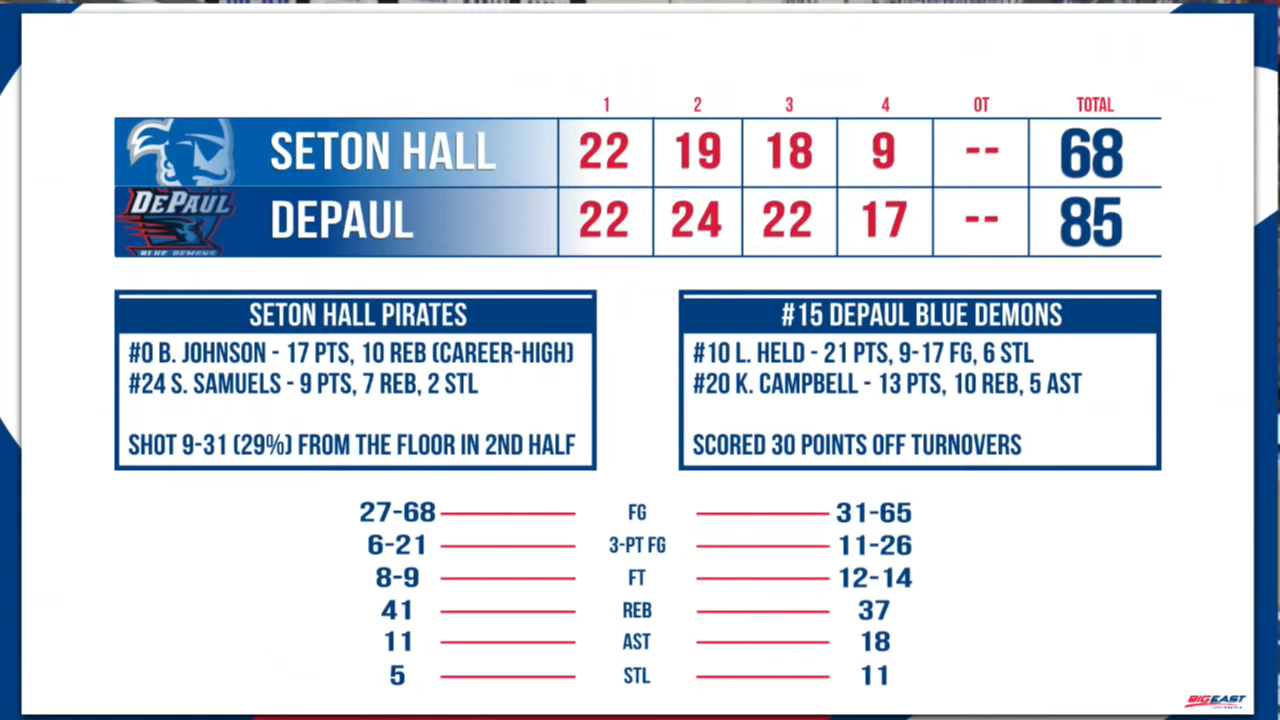 1 2 3 4 OT TOTAL
SETON HALL 22 19 18 9 -- 68
DEPAUL
BLUE DEMONS
DEPAUL 22 24 22 17 -- 85
SETON HALL PIRATES
#0 B. JOHNSON - 17 PTS, 10 REB (CAREER-HIGH)
#24 S. SAMUELS - 9 PTS, 7 REB, 2 STL
SHOT 9-31 (29%) FROM THE FLOOR IN 2ND HALF
#15 DEPAUL BLUE DEMONS
#10 L. HELD - 21 PTS, 9-17 FG, 6 STL
#20 K. CAMPBELL - 13 PTS, 10 REB, 5 AST
SCORED 30 POINTS OFF TURNOVERS
27-68 FG 31-65
6-21 3-PT FG 11-26
8-9 FT 12-14
41 REB 37
11 AST 18
5 STL 11
BIGEAST